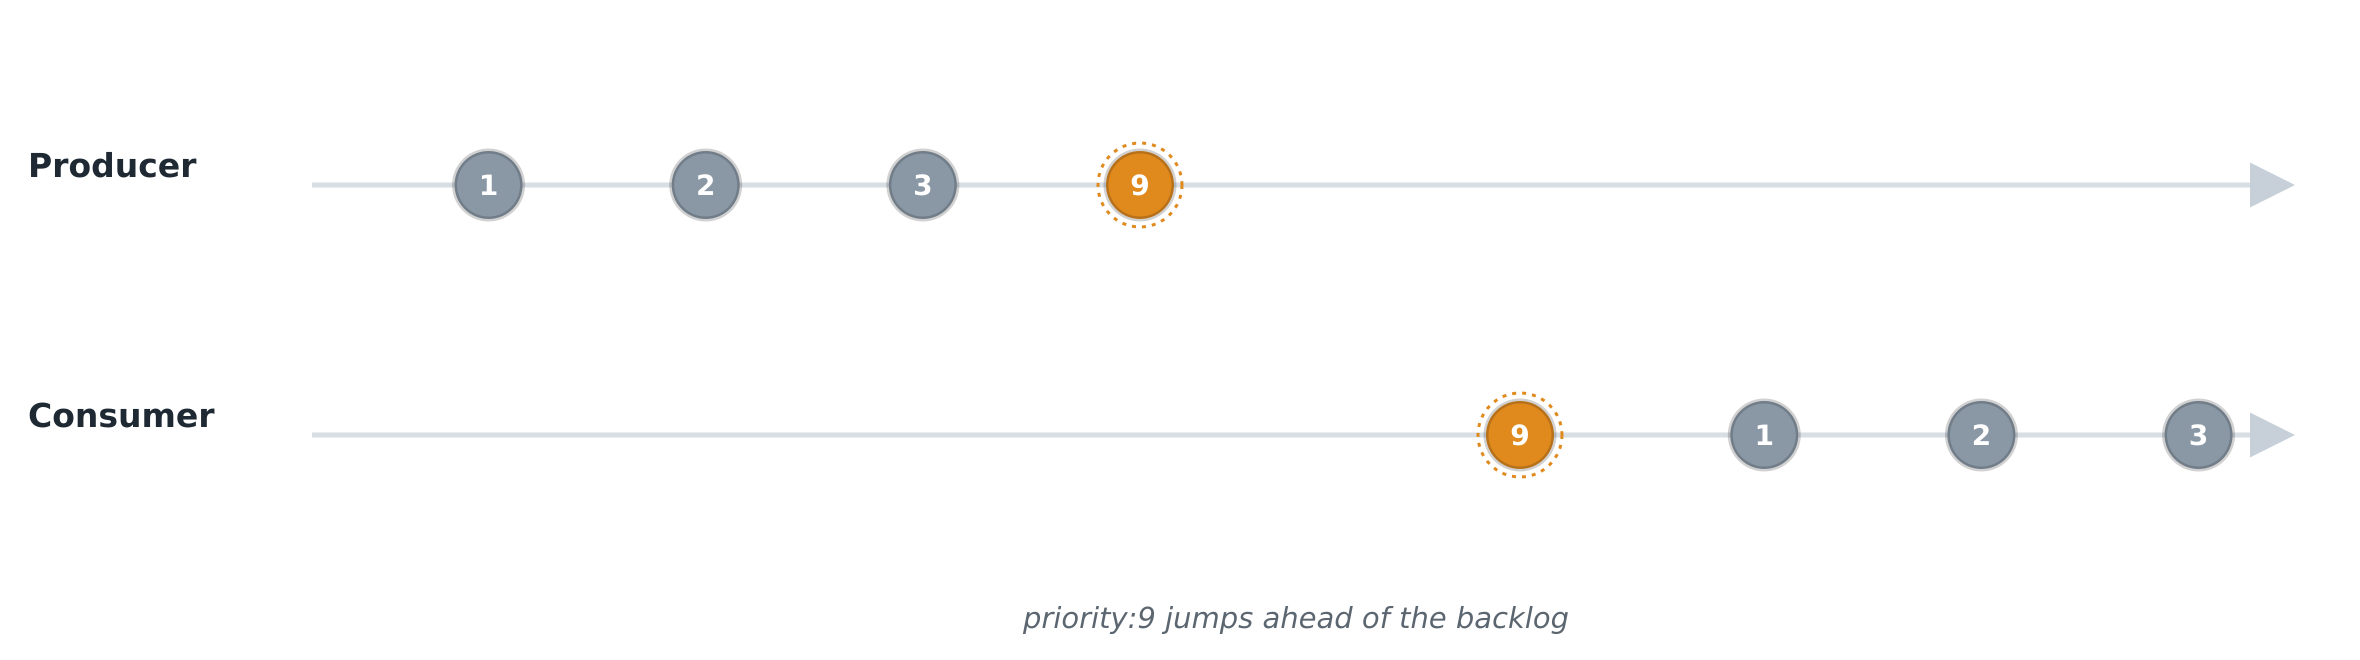 Producer
1 2 3 9
Consumer
9 1 2 3
priority:9 jumps ahead of the backlog